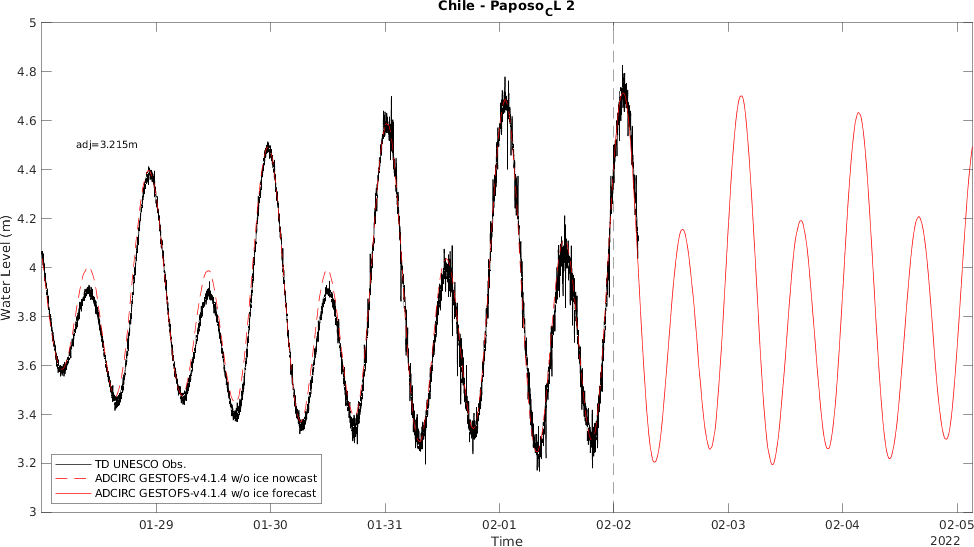 Chile - Paposo_CL 2
5
4.8
4.6
4.4
4.2
4
3.8
3.6
3.4
3.2
3
Water Level (m)
adj=3.215m
TD UNESCO Obs.
ADCIRC GESTOFS-v4.1.4 w/o ice nowcast
ADCIRC GESTOFS-v4.1.4 w/o ice forecast
01-29 01-30 01-31 02-01 02-02 02-03 02-04 02-05
Time
2022